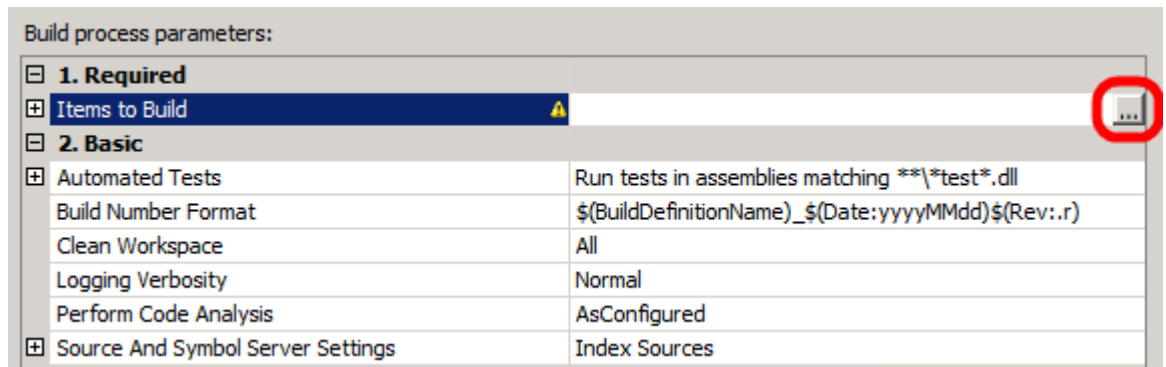 Build process parameters:
1. Required
Items to Build ...
2. Basic
Automated Tests Run tests in assemblies matching **\*test*.dll
Build Number Format $(BuildDefinitionName)_$(Date:yyyyMMdd)$(Rev:.r)
Clean Workspace All
Logging Verbosity Normal
Perform Code Analysis AsConfigured
Source And Symbol Server Settings Index Sources